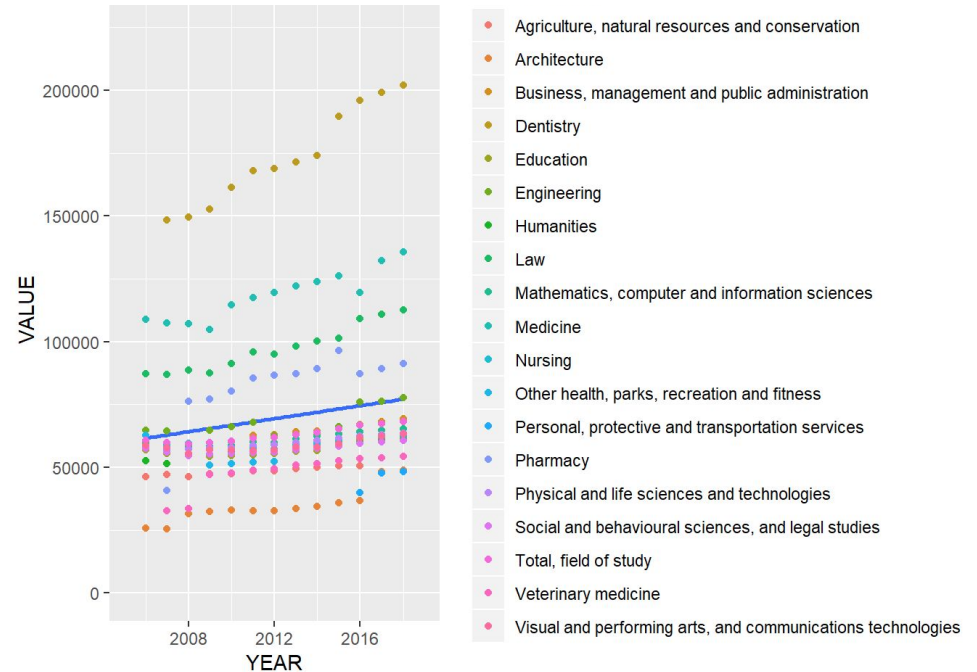 200000
150000
100000
50000
0
VALUE
2008 2012 2016
YEAR
Agriculture, natural resources and conservation
Architecture
Business, management and public administration
Dentistry
Education
Engineering
Humanities
Law
Mathematics, computer and information sciences
Medicine
Nursing
Other health, parks, recreation and fitness
Personal, protective and transportation services
Pharmacy
Physical and life sciences and technologies
Social and behavioural sciences, and legal studies
Total, field of study
Veterinary medicine
Visual and performing arts, and communications technologies